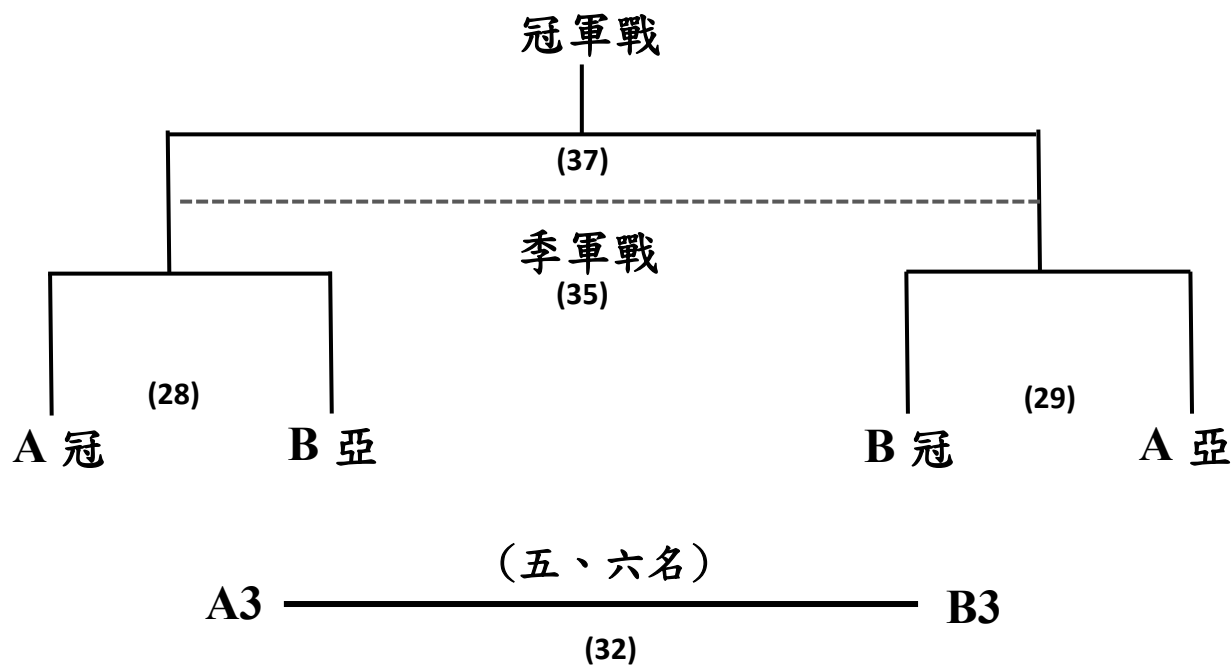 冠軍戰
(37)
季軍戰
(35)
(28)
(29)
A 冠
B 亞
B 冠
A 亞
(五、六名)
A3
B3
(32)